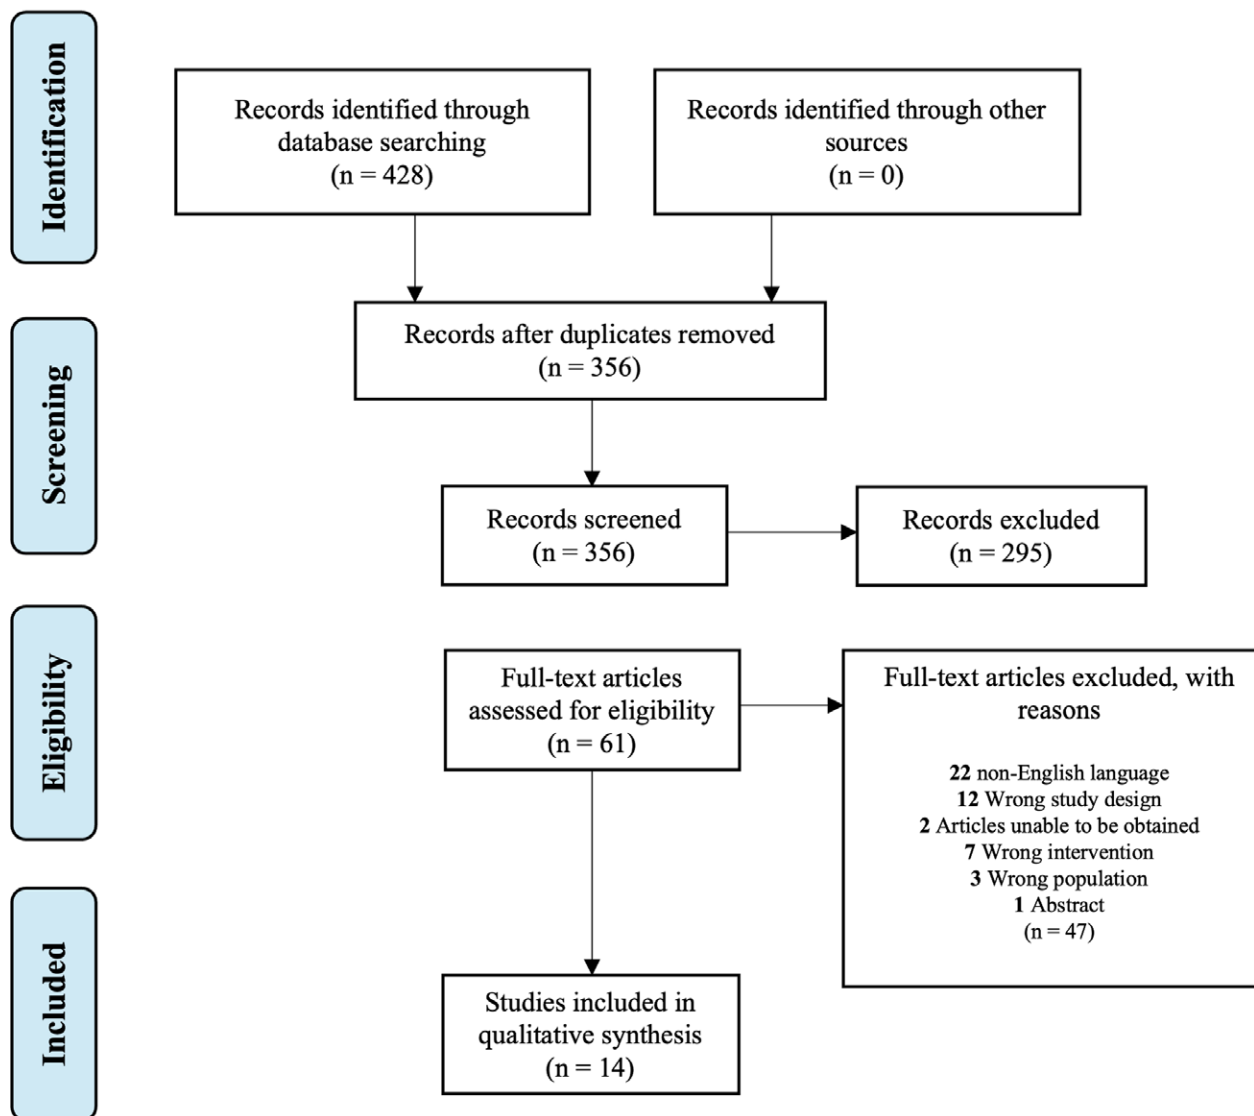 Identification
Records identified through
database searching
(n = 428)
Records identified through other
sources
(n = 0)
Records after duplicates removed
(n = 356)
Screening
Records screened
(n = 356)
Records excluded
(n = 295)
Eligibility
Full-text articles
assessed for eligibility
(n = 61)
Full-text articles excluded, with
reasons
22 non-English language
12 Wrong study design
2 Articles unable to be obtained
7 Wrong intervention
3 Wrong population
1 Abstract
(n = 47)
Included
Studies included in
qualitative synthesis
(n = 14)